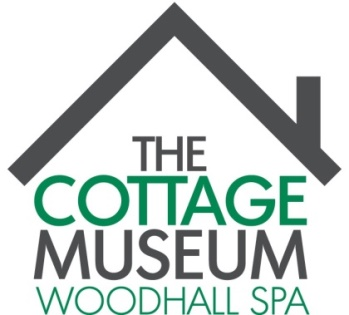 THE
COTTAGE
MUSEUM
WOODHALL SPA